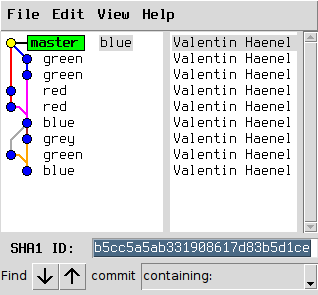 File Edit View Help
master blue Valentin Haenel
green Valentin Haenel
green Valentin Haenel
red Valentin Haenel
red Valentin Haenel
blue Valentin Haenel
grey Valentin Haenel
green Valentin Haenel
blue Valentin Haenel
SHA1 ID: b5cc5a5ab331908617d83b5d1ce
Find commit containing: